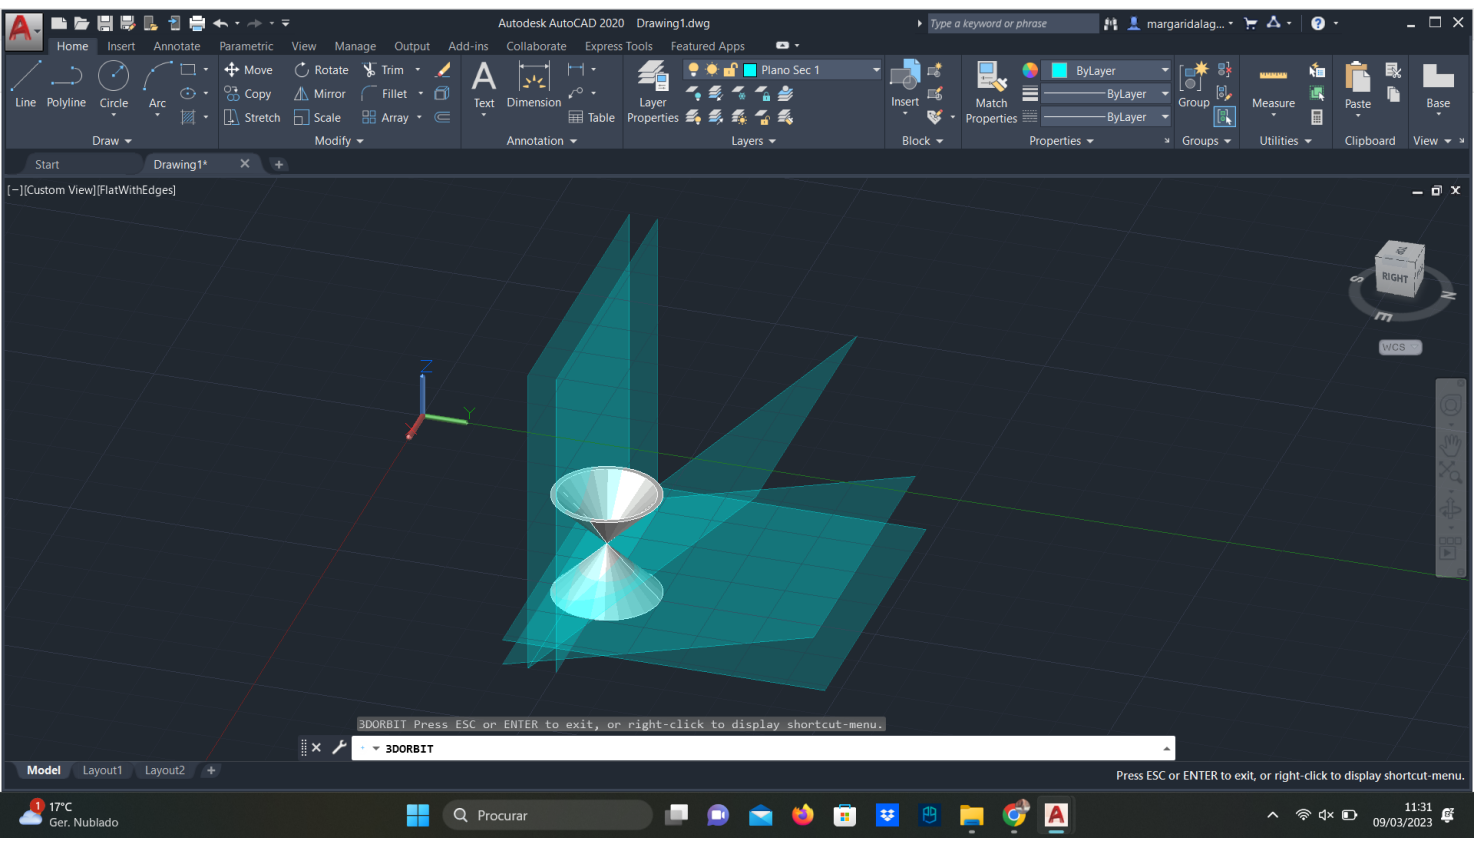 Autodesk AutoCAD 2020 Drawing1.dwg
Type a keyword or phrase
margaridalag...
Home Insert Annotate Parametric View Manage Output Add-ins Collaborate Express Tools Featured Apps
Move Rotate Trim
Plano Sec 1
ByLayer
Copy Mirror Fillet
ByLayer
Line Polyline Circle Arc
Text Dimension
Layer Properties
Insert
Match Properties
Group
Measure
Paste
Base
Stretch Scale Array
Table
ByLayer
Draw Modify Annotation Layers Block Properties Groups Utilities Clipboard View
Start Drawing1*
[−][Custom View][FlatWithEdges]
RIGHT
S
N
E
WCS
Z
Y
X
3DORBIT Press ESC or ENTER to exit, or right-click to display shortcut-menu.
3DORBIT
Model Layout1 Layout2
Press ESC or ENTER to exit, or right-click to display shortcut-menu.
1
17°C
Ger. Nublado
Procurar
11:31
09/03/2023